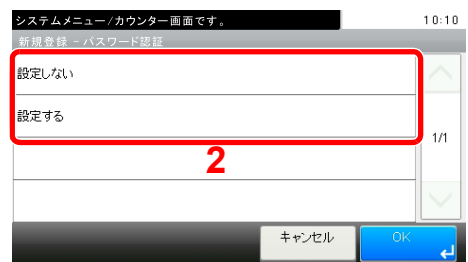 システムメニュー/カウンター画面です。
10:10
新規登録 - パスワード認証
設定しない
設定する
1/1
2
キャンセル
OK